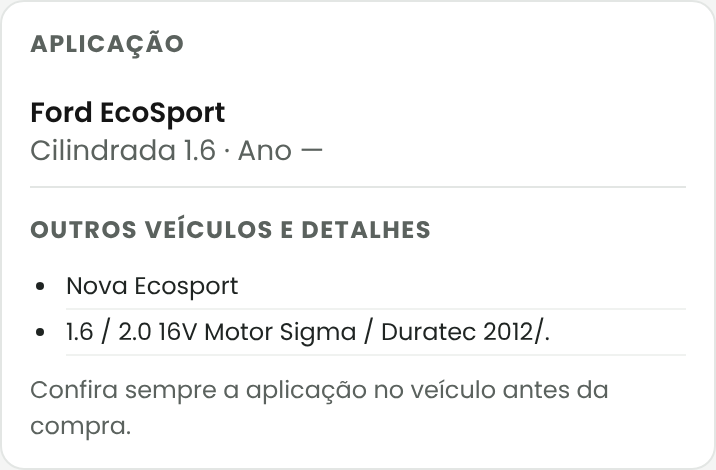 APLICAÇÃO
Ford EcoSport
Cilindrada 1.6 · Ano —
OUTROS VEÍCULOS E DETALHES
• Nova Ecosport
• 1.6 / 2.0 16V Motor Sigma / Duratec 2012/.
Confira sempre a aplicação no veículo antes da
compra.